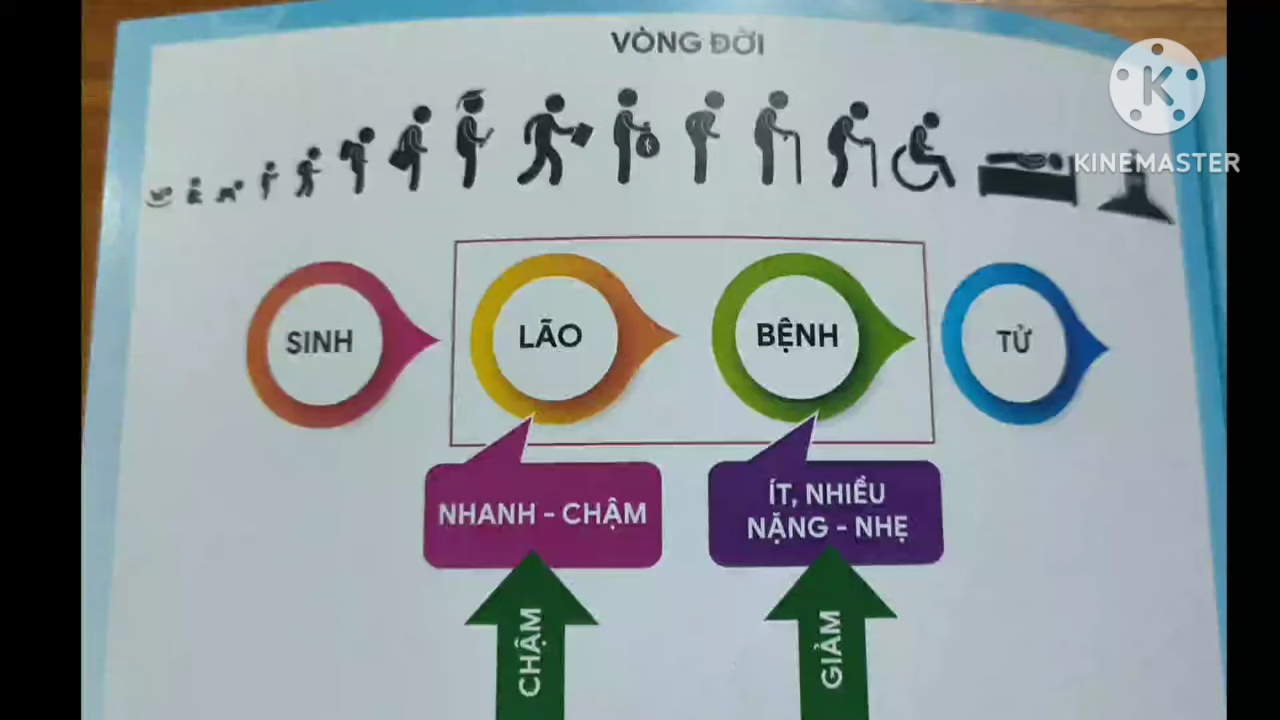 VÒNG ĐỜI
KINEMASTER
SINH
LÃO
BỆNH
TỬ
NHANH - CHẬM
ÍT, NHIỀU
NẶNG - NHẸ
CHẬM
GIẢM